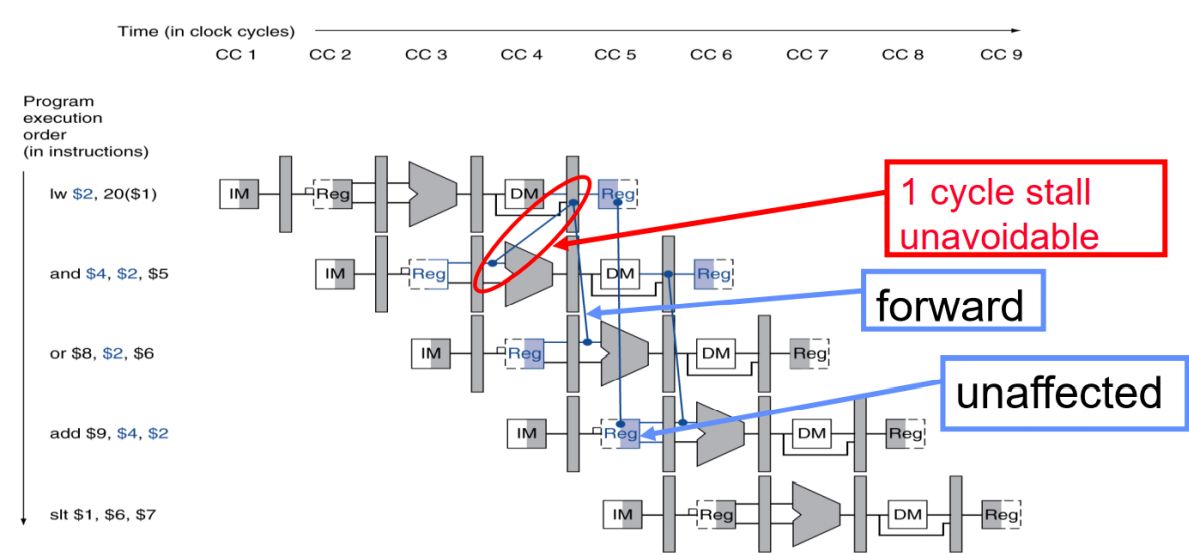 Time (in clock cycles)
CC 1 CC 2 CC 3 CC 4 CC 5 CC 6 CC 7 CC 8 CC 9
Program
execution
order
(in instructions)
lw $2, 20($1)
IM Reg DM Reg
1 cycle stall
unavoidable
and $4, $2, $5
IM Reg DM Reg
forward
or $8, $2, $6
IM Reg DM Reg
unaffected
add $9, $4, $2
IM Reg DM Reg
slt $1, $6, $7
IM Reg DM Reg